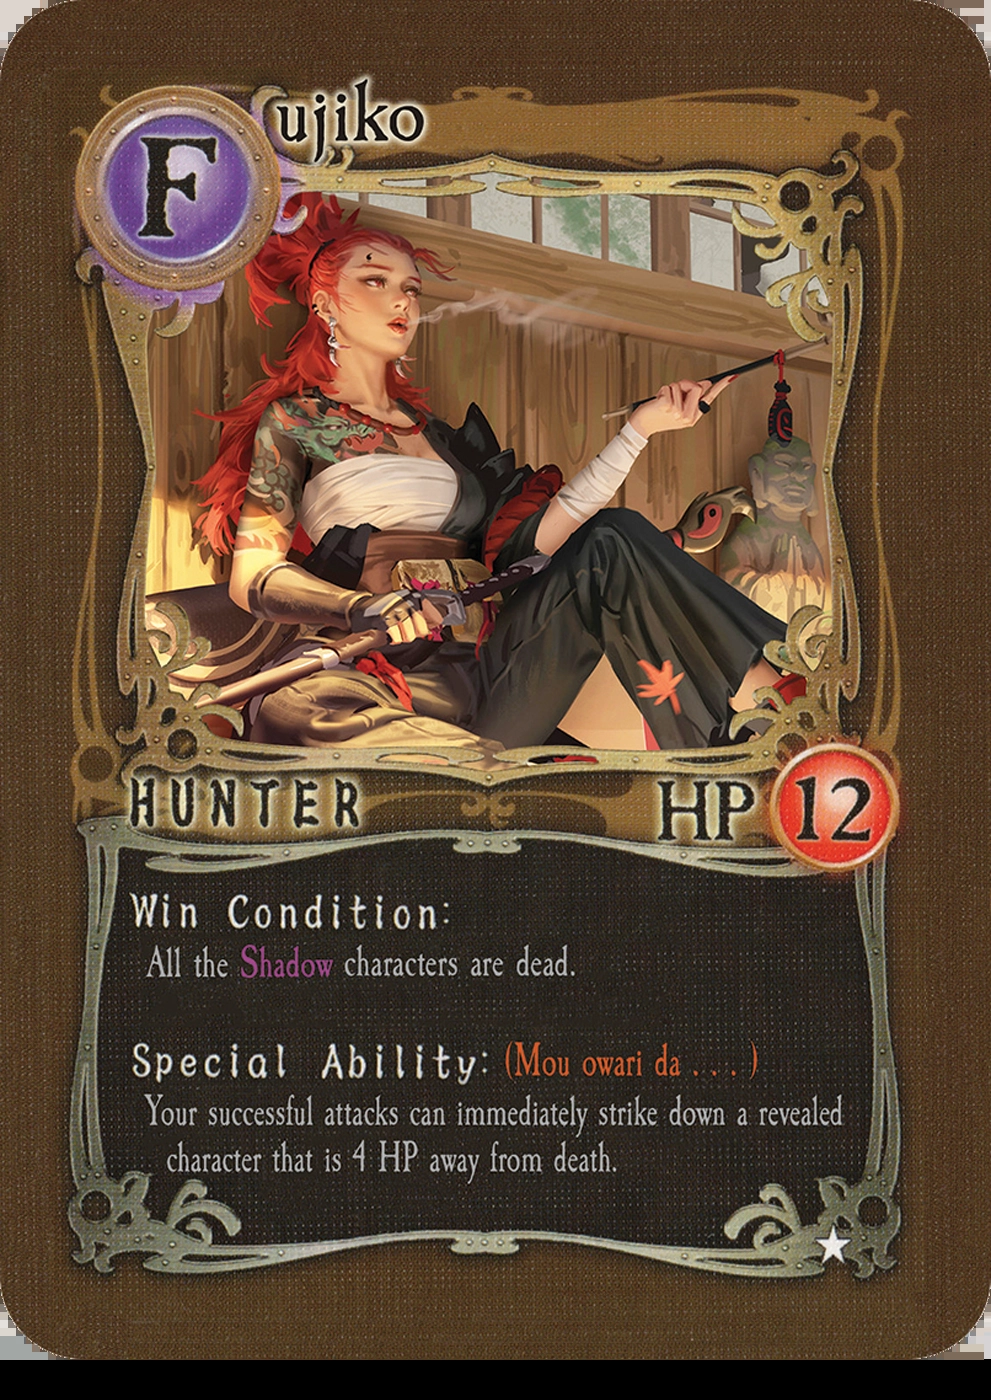 Fujiko
HUNTER HP 12
Win Condition:
All the Shadow characters are dead.
Special Ability: (Mou owari da . . . )
Your successful attacks can immediately strike down a revealed
character that is 4 HP away from death.